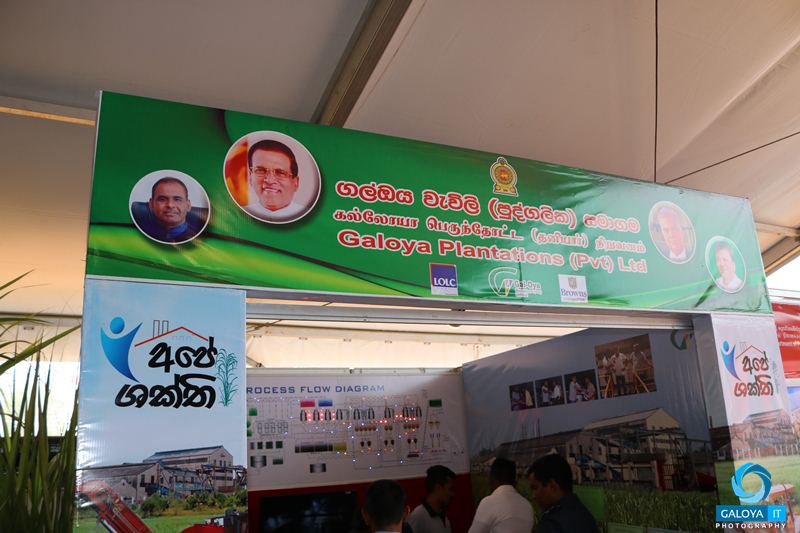 ගල්ඔය වැවිලි (පුද්ගලික) සමාගම
கல்லோயா பெருந்தோட்ட (தனியார்) நிறுவனம்
Galoya Plantations (Pvt) Ltd
LOLC
Browns
අපේ
ශක්ති
අපේ
ශක්ති
PROCESS FLOW DIAGRAM
GALOYA IT
PHOTOGRAPHY